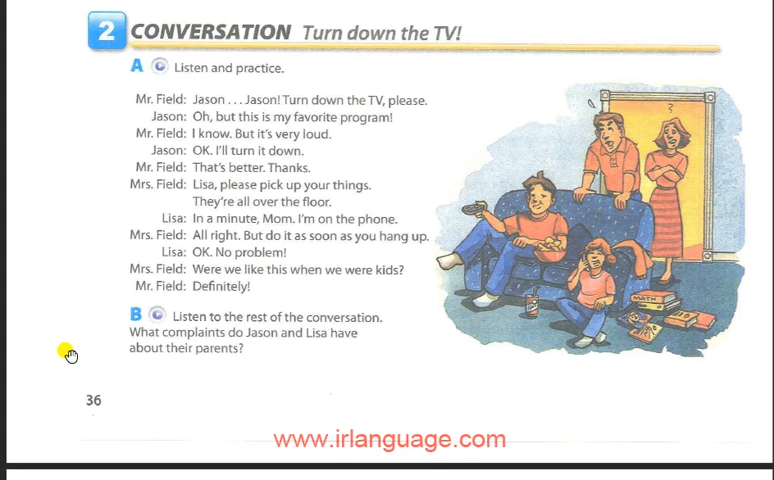 2 CONVERSATION Turn down the TV!
A Listen and practice.
Mr. Field: Jason . . . Jason! Turn down the TV, please.
Jason: Oh, but this is my favorite program!
Mr. Field: I know. But it's very loud.
Jason: OK. I'll turn it down.
Mr. Field: That's better. Thanks.
Mrs. Field: Lisa, please pick up your things.
They're all over the floor.
Lisa: In a minute, Mom. I'm on the phone.
Mrs. Field: All right. But do it as soon as you hang up.
Lisa: OK. No problem!
Mrs. Field: Were we like this when we were kids?
Mr. Field: Definitely!
MATH
B Listen to the rest of the conversation.
What complaints do Jason and Lisa have
about their parents?
36
www.irlanguage.com